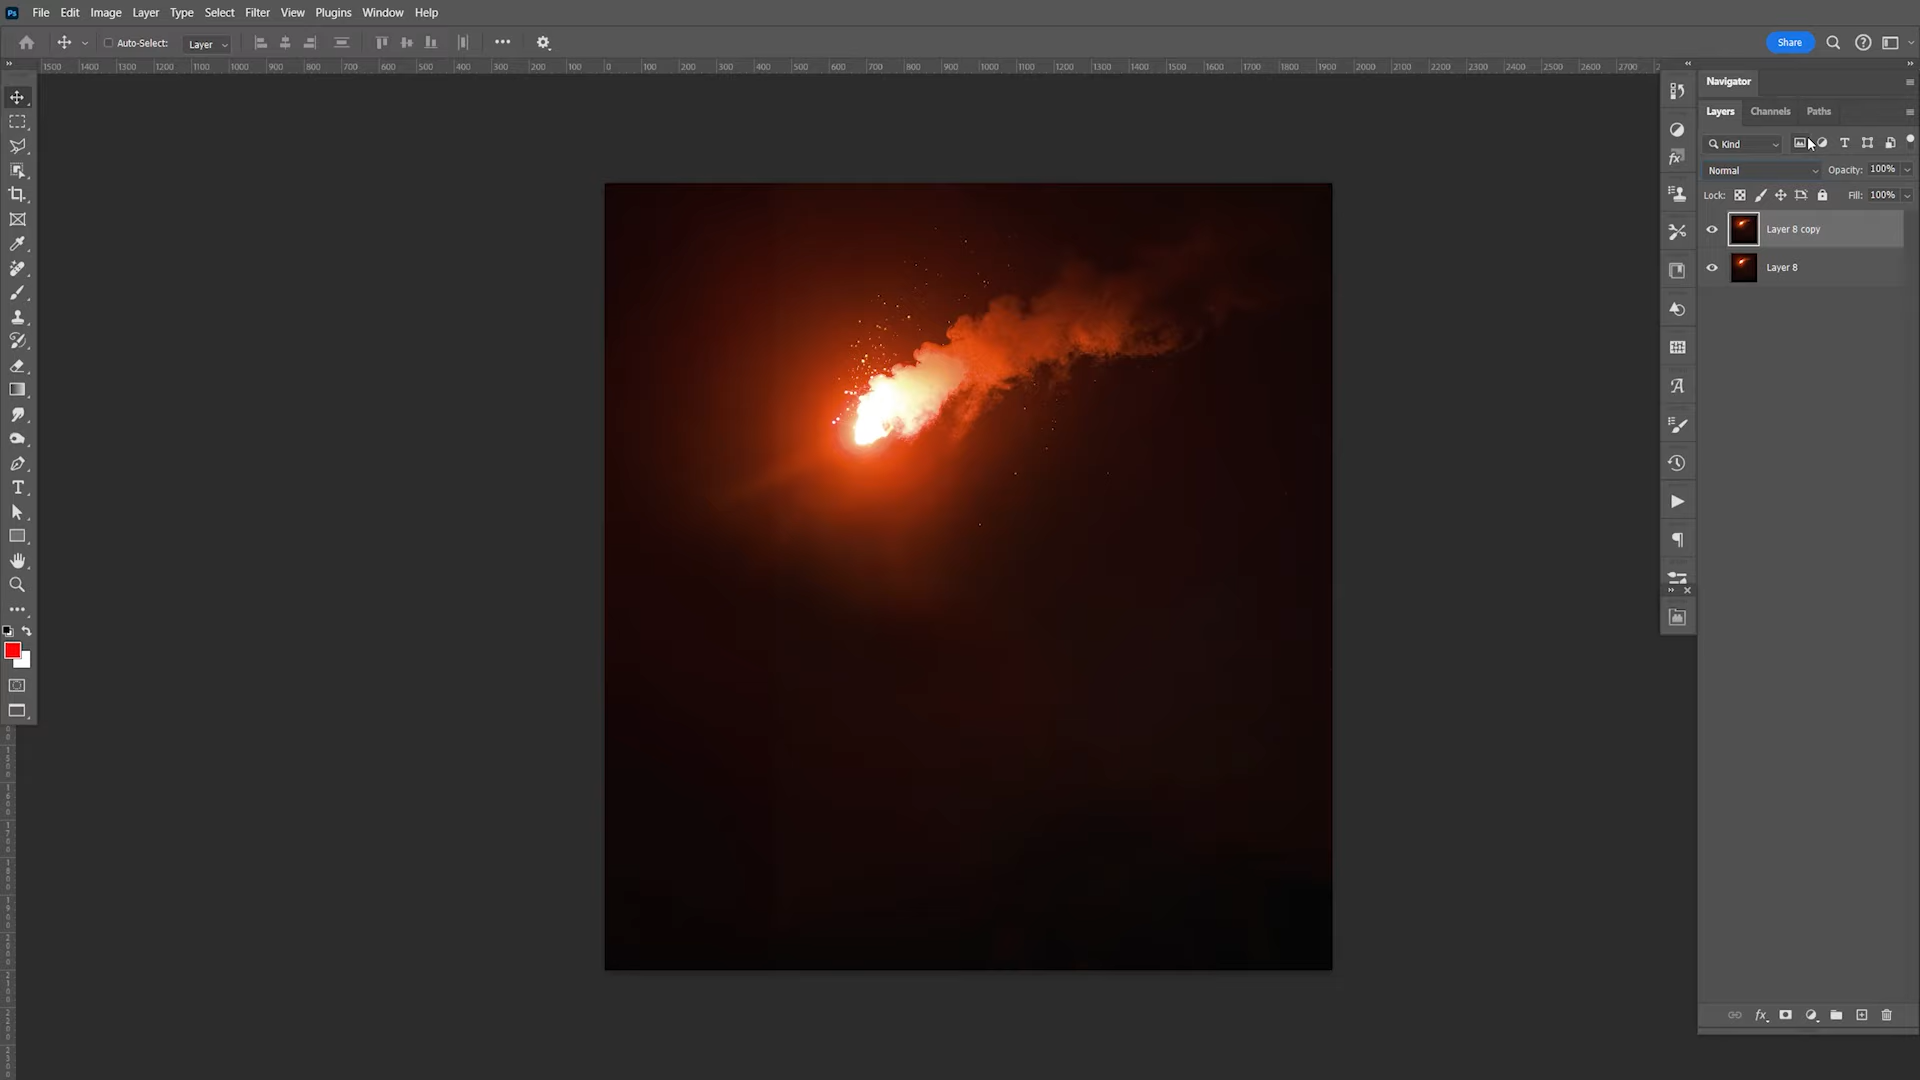 Ps File Edit Image Layer Type Select Filter View Plugins Window Help
Auto-Select: Layer Share
1500 1400 1300 1200 1100 1000 900 800 700 600 500 400 300 200 100 0 100 200 300 400 500 600 700 800 900 1000 1100 1200 1300 1400 1500 1600 1700 1800 1900 2000 2100 2200 2300 2400 2500 2600 2700
Navigator
Layers Channels Paths
Kind
Normal Opacity: 100%
Lock: Fill: 100%
Layer 8 copy
Layer 8
fx